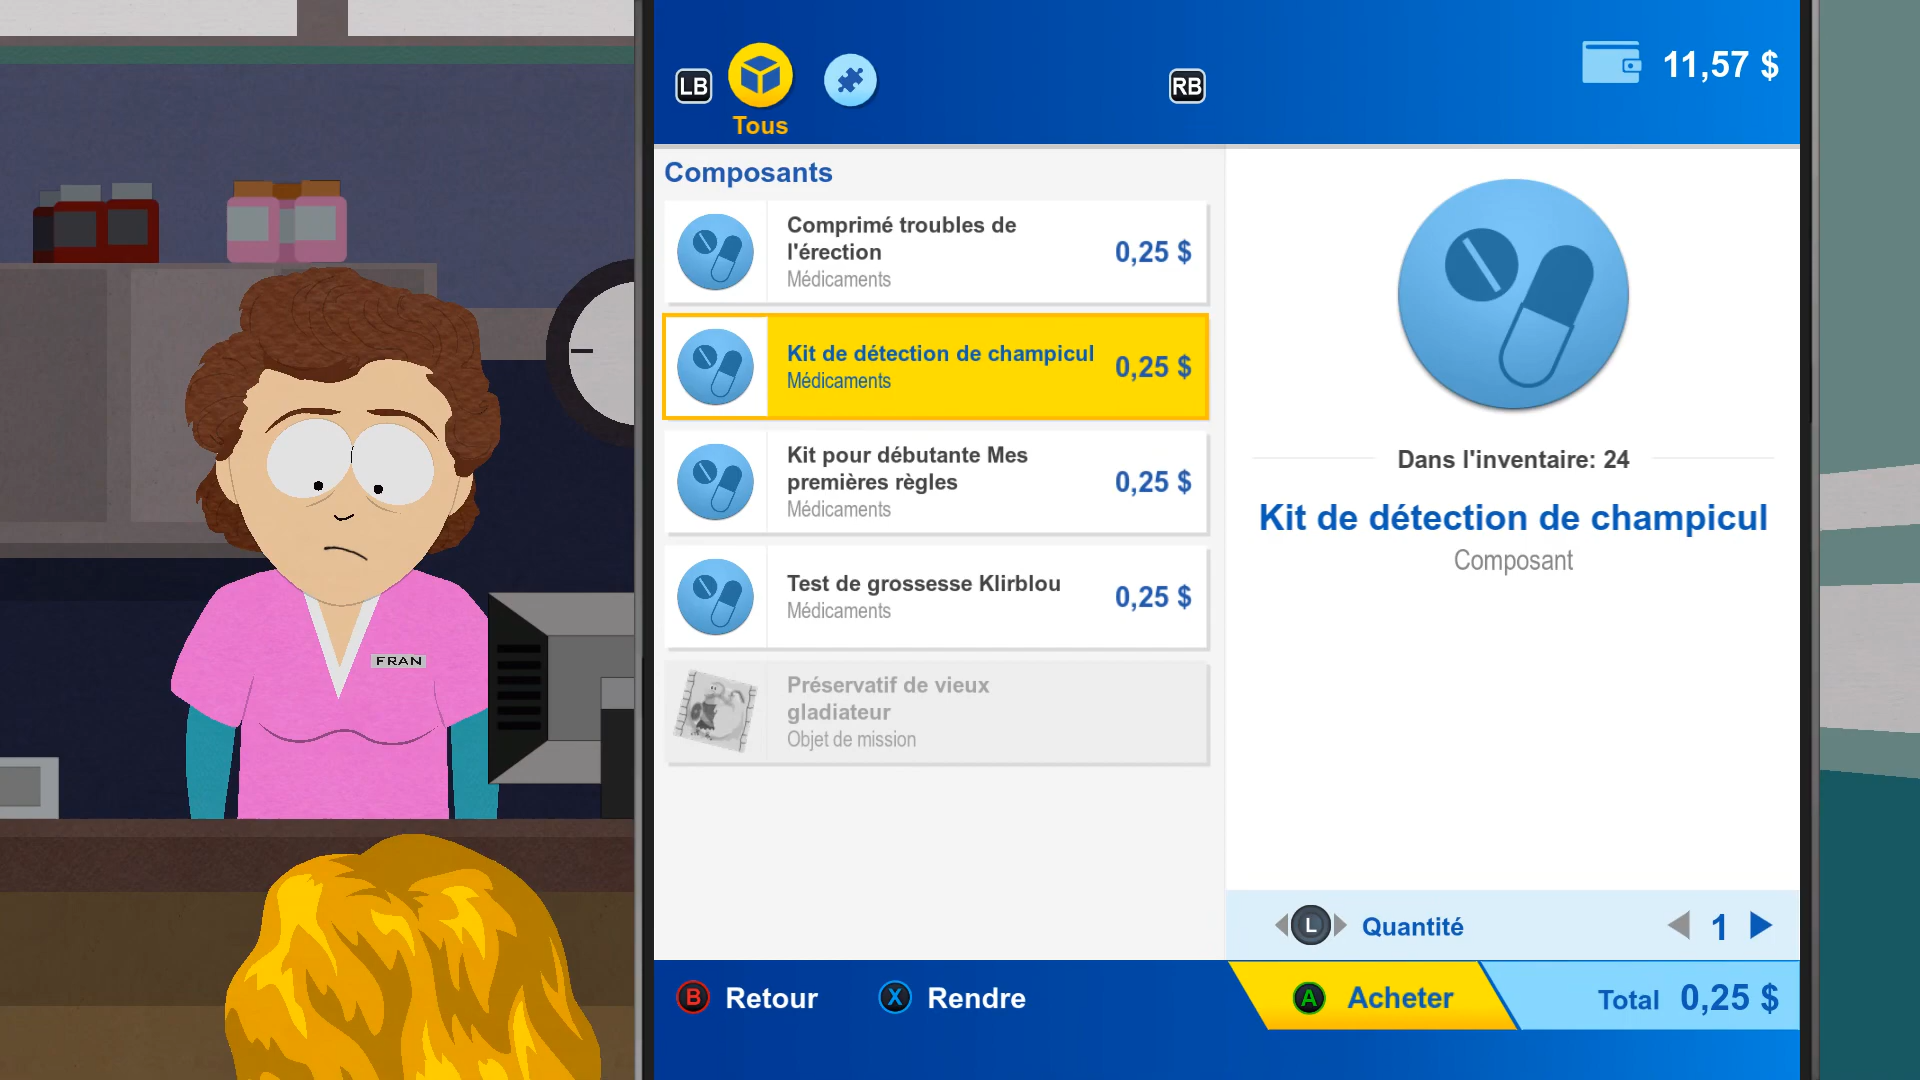 LB
Tous
RB
11,57 $
Composants
Comprimé troubles de
l'érection
Médicaments
0,25 $
Kit de détection de champicul
Médicaments
0,25 $
Kit pour débutante Mes
premières règles
Médicaments
0,25 $
Test de grossesse Klirblou
Médicaments
0,25 $
Préservatif de vieux
gladiateur
Objet de mission
Dans l'inventaire: 24
Kit de détection de champicul
Composant
FRAN
L Quantité 1
B Retour
X Rendre
A Acheter
Total 0,25 $